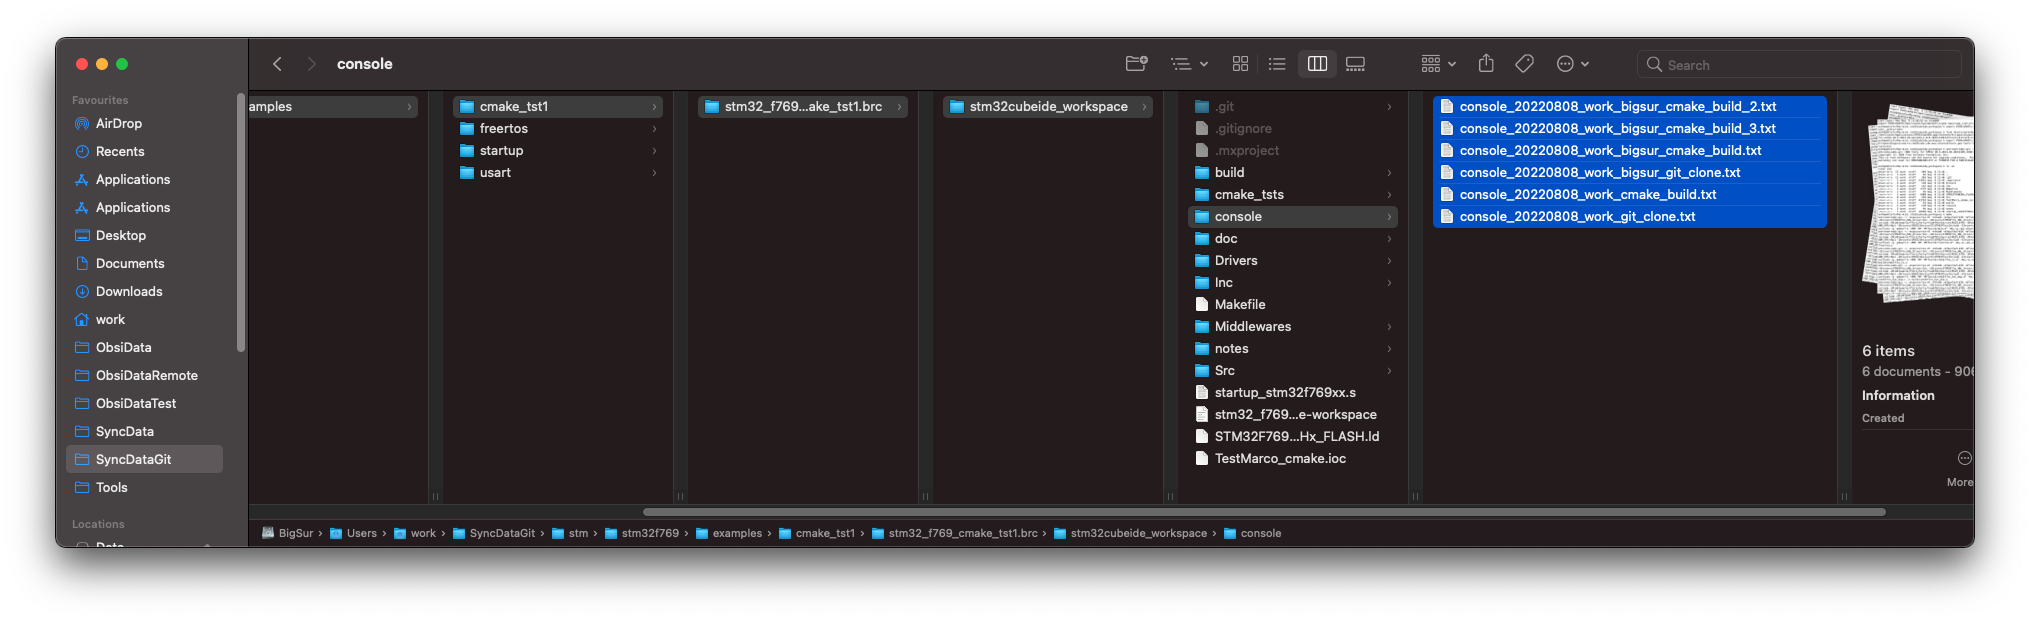 console
Search
Favourites
AirDrop
Recents
Applications
Applications
Desktop
Documents
Downloads
work
ObsiData
ObsiDataRemote
ObsiDataTest
SyncData
SyncDataGit
Tools
Locations
amples
cmake_tst1
freertos
startup
usart
stm32_f769...ake_tst1.brc
stm32cubeide_workspace
.git
.gitignore
.mxproject
build
cmake_tsts
console
doc
Drivers
Inc
Makefile
Middlewares
notes
Src
startup_stm32f769xx.s
stm32_f769...e-workspace
STM32F769...Hx_FLASH.ld
TestMarco_cmake.ioc
console_20220808_work_bigsur_cmake_build_2.txt
console_20220808_work_bigsur_cmake_build_3.txt
console_20220808_work_bigsur_cmake_build.txt
console_20220808_work_bigsur_git_clone.txt
console_20220808_work_cmake_build.txt
console_20220808_work_git_clone.txt
6 items
6 documents - 906
Information
Created
More
BigSur › Users › work › SyncDataGit › stm › stm32f769 › examples › cmake_tst1 › stm32_f769_cmake_tst1.brc › stm32cubeide_workspace › console